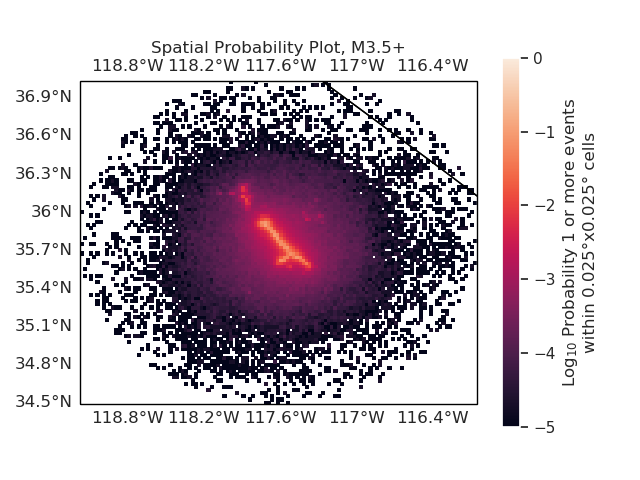 Spatial Probability Plot, M3.5+
118.8°W 118.2°W 117.6°W 117°W 116.4°W
36.9°N
36.6°N
36.3°N
36°N
35.7°N
35.4°N
35.1°N
34.8°N
34.5°N
118.8°W 118.2°W 117.6°W 117°W 116.4°W
0
−1
−2
−3
−4
−5
Log₁₀ Probability 1 or more events
within 0.025°x0.025° cells